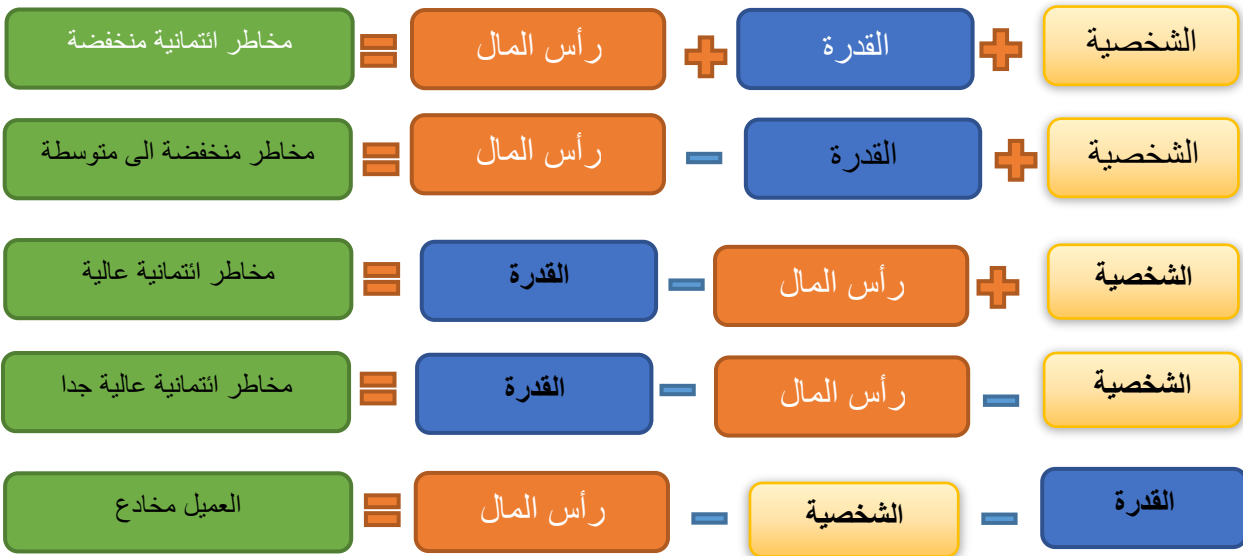 الشخصية + القدرة + رأس المال = مخاطر ائتمانية منخفضة
الشخصية + القدرة - رأس المال = مخاطر منخفضة الى متوسطة
الشخصية + رأس المال - القدرة = مخاطر ائتمانية عالية
الشخصية - رأس المال - القدرة = مخاطر ائتمانية عالية جدا
القدرة - الشخصية - رأس المال = العميل مخادع